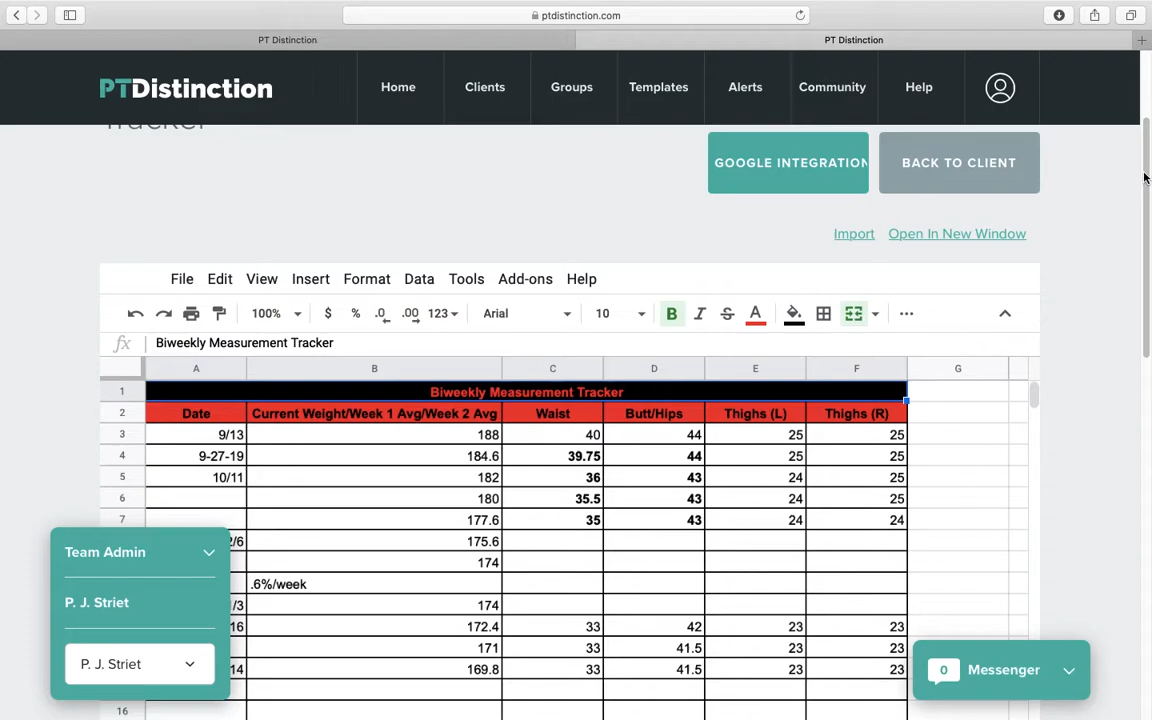 ptdistinction.com
PT Distinction
PT Distinction
PTDistinction
Home
Clients
Groups
Templates
Alerts
Community
Help
Tracker
GOOGLE INTEGRATION
BACK TO CLIENT
Import
Open In New Window
File Edit View Insert Format Data Tools Add-ons Help
100% $ % .0 .00 123 Arial 10 B I S A
fx Biweekly Measurement Tracker
A B C D E F G
1 Biweekly Measurement Tracker
2 Date Current Weight/Week 1 Avg/Week 2 Avg Waist Butt/Hips Thighs (L) Thighs (R)
3 9/13 188 40 44 25 25
4 9-27-19 184.6 39.75 44 25 25
5 10/11 182 36 43 24 25
6 180 35.5 43 24 25
7 177.6 35 43 24 24
2/6 175.6
174
.6%/week
/3 174
16 172.4 33 42 23 23
171 33 41.5 23 23
14 169.8 33 41.5 23 23
16
Team Admin
P. J. Striet
P. J. Striet
0 Messenger